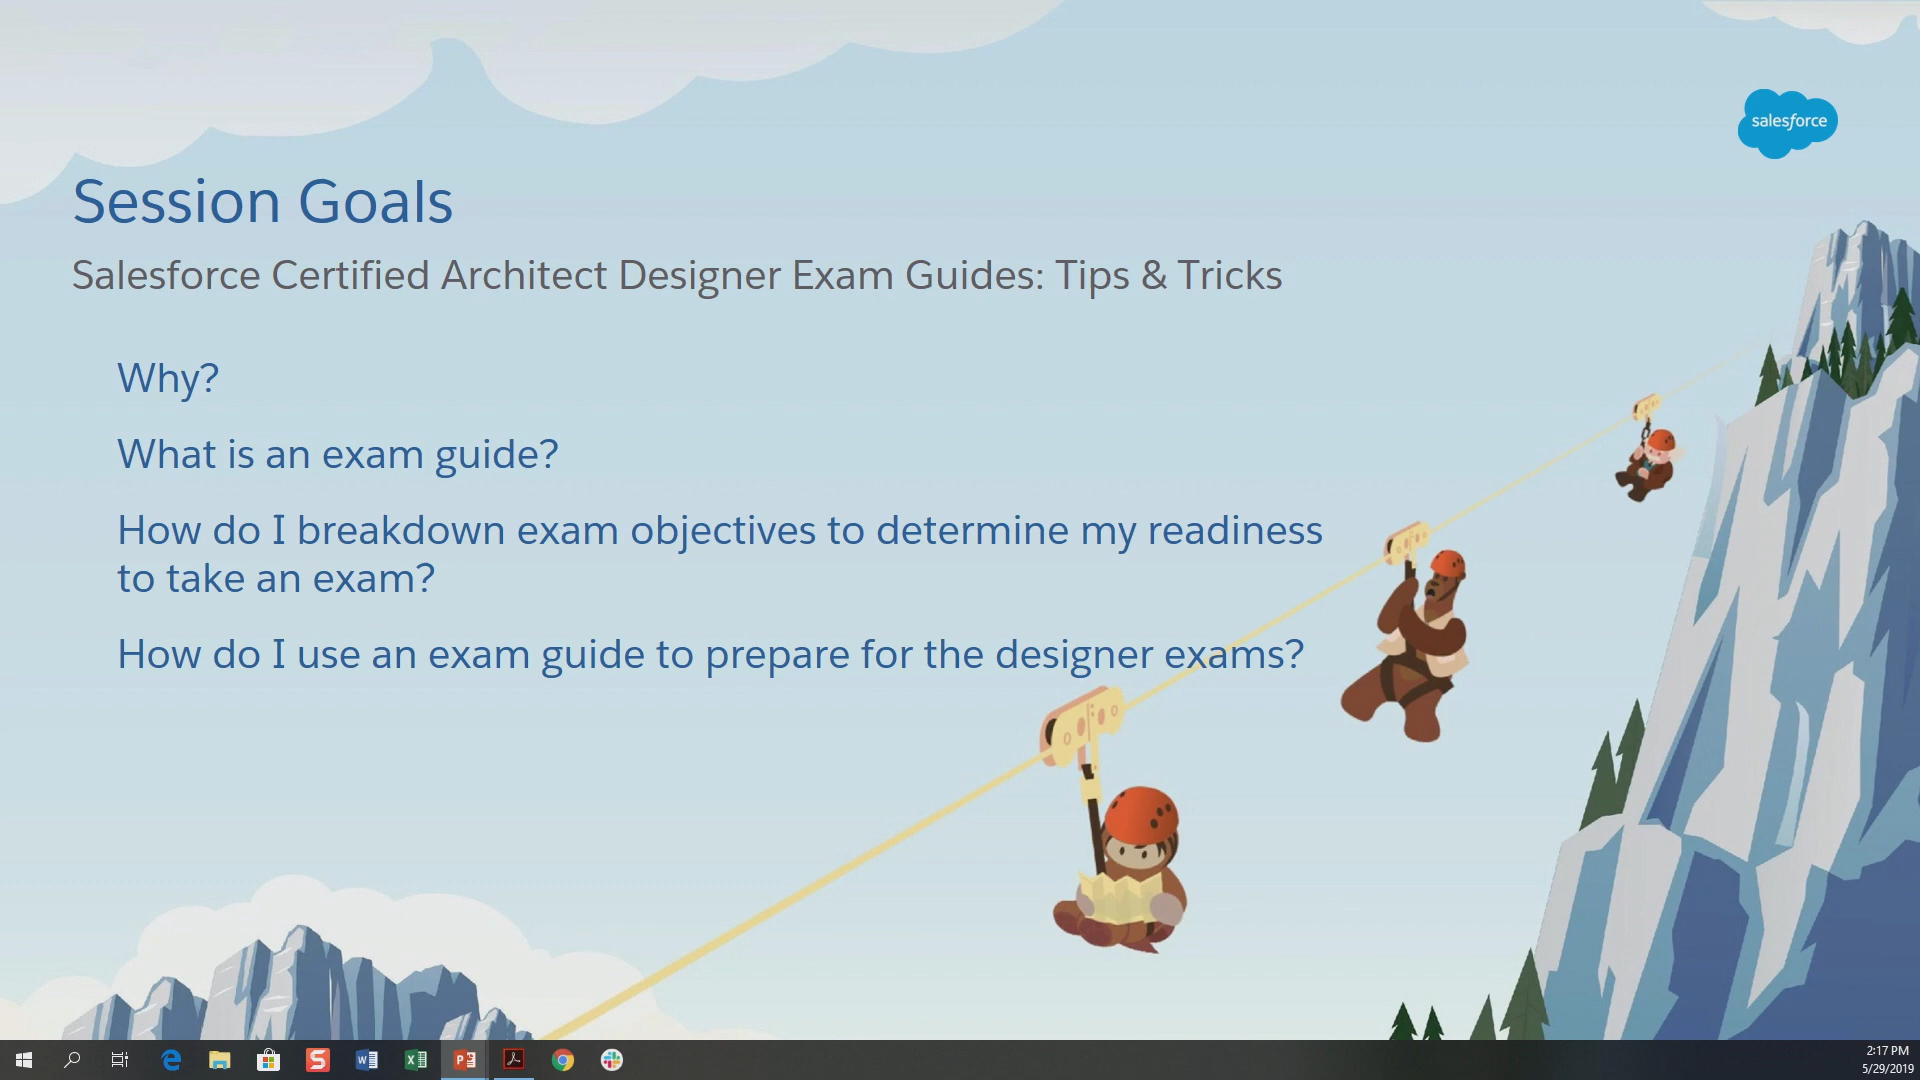 salesforce
Session Goals
Salesforce Certified Architect Designer Exam Guides: Tips & Tricks
Why?
What is an exam guide?
How do I breakdown exam objectives to determine my readiness
to take an exam?
How do I use an exam guide to prepare for the designer exams?
2:17 PM
5/29/2019